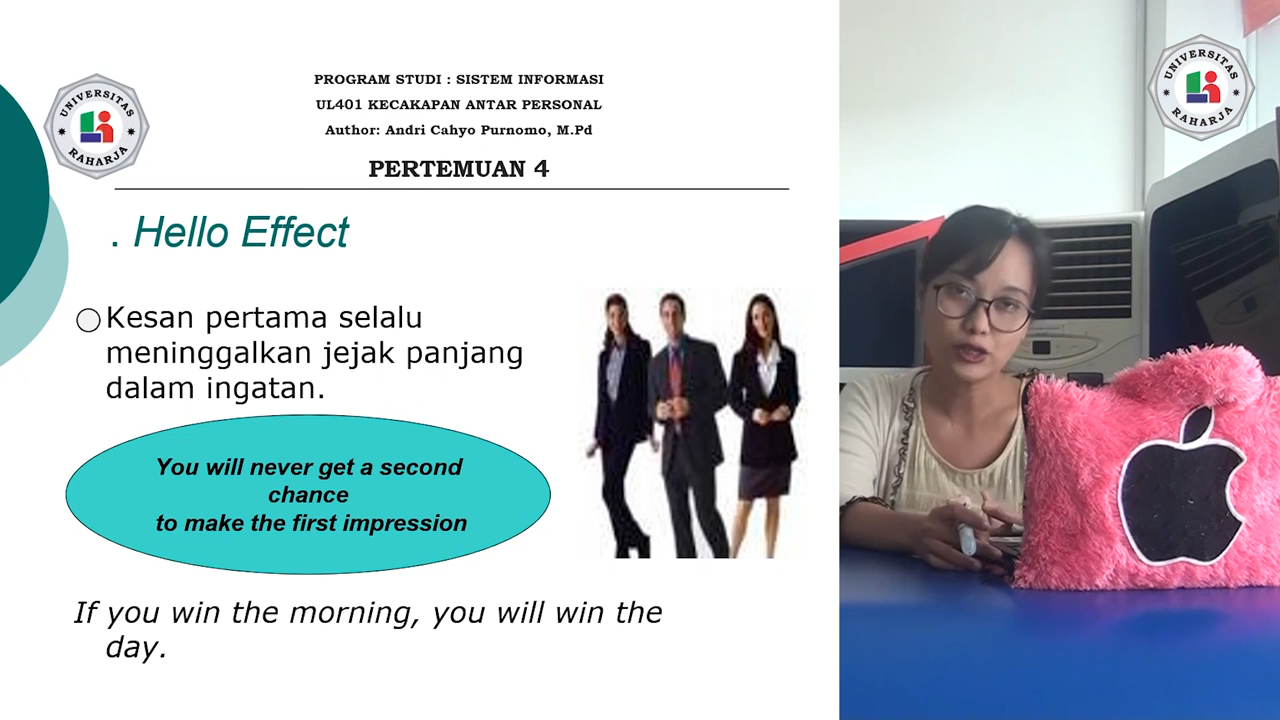 UNIVERSITAS
RAHARJA
PROGRAM STUDI : SISTEM INFORMASI
UL401 KECAKAPAN ANTAR PERSONAL
Author: Andri Cahyo Purnomo, M.Pd
PERTEMUAN 4
. Hello Effect
Kesan pertama selalu
meninggalkan jejak panjang
dalam ingatan.
You will never get a second
chance
to make the first impression
If you win the morning, you will win the
day.
UNIVERSITAS
RAHARJA